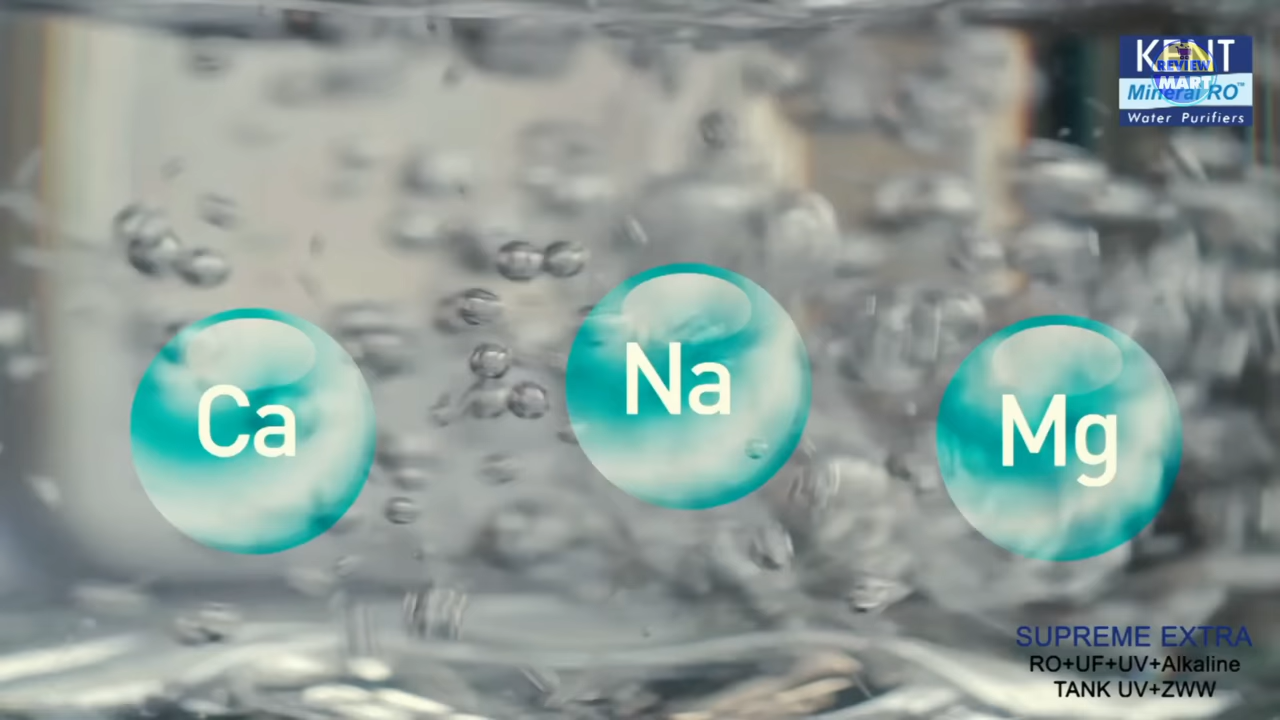 KENT
REVIEW
MART
Mineral RO™
Water Purifiers
Na
Ca
Mg
SUPREME EXTRA
RO+UF+UV+Alkaline
TANK UV+ZWW